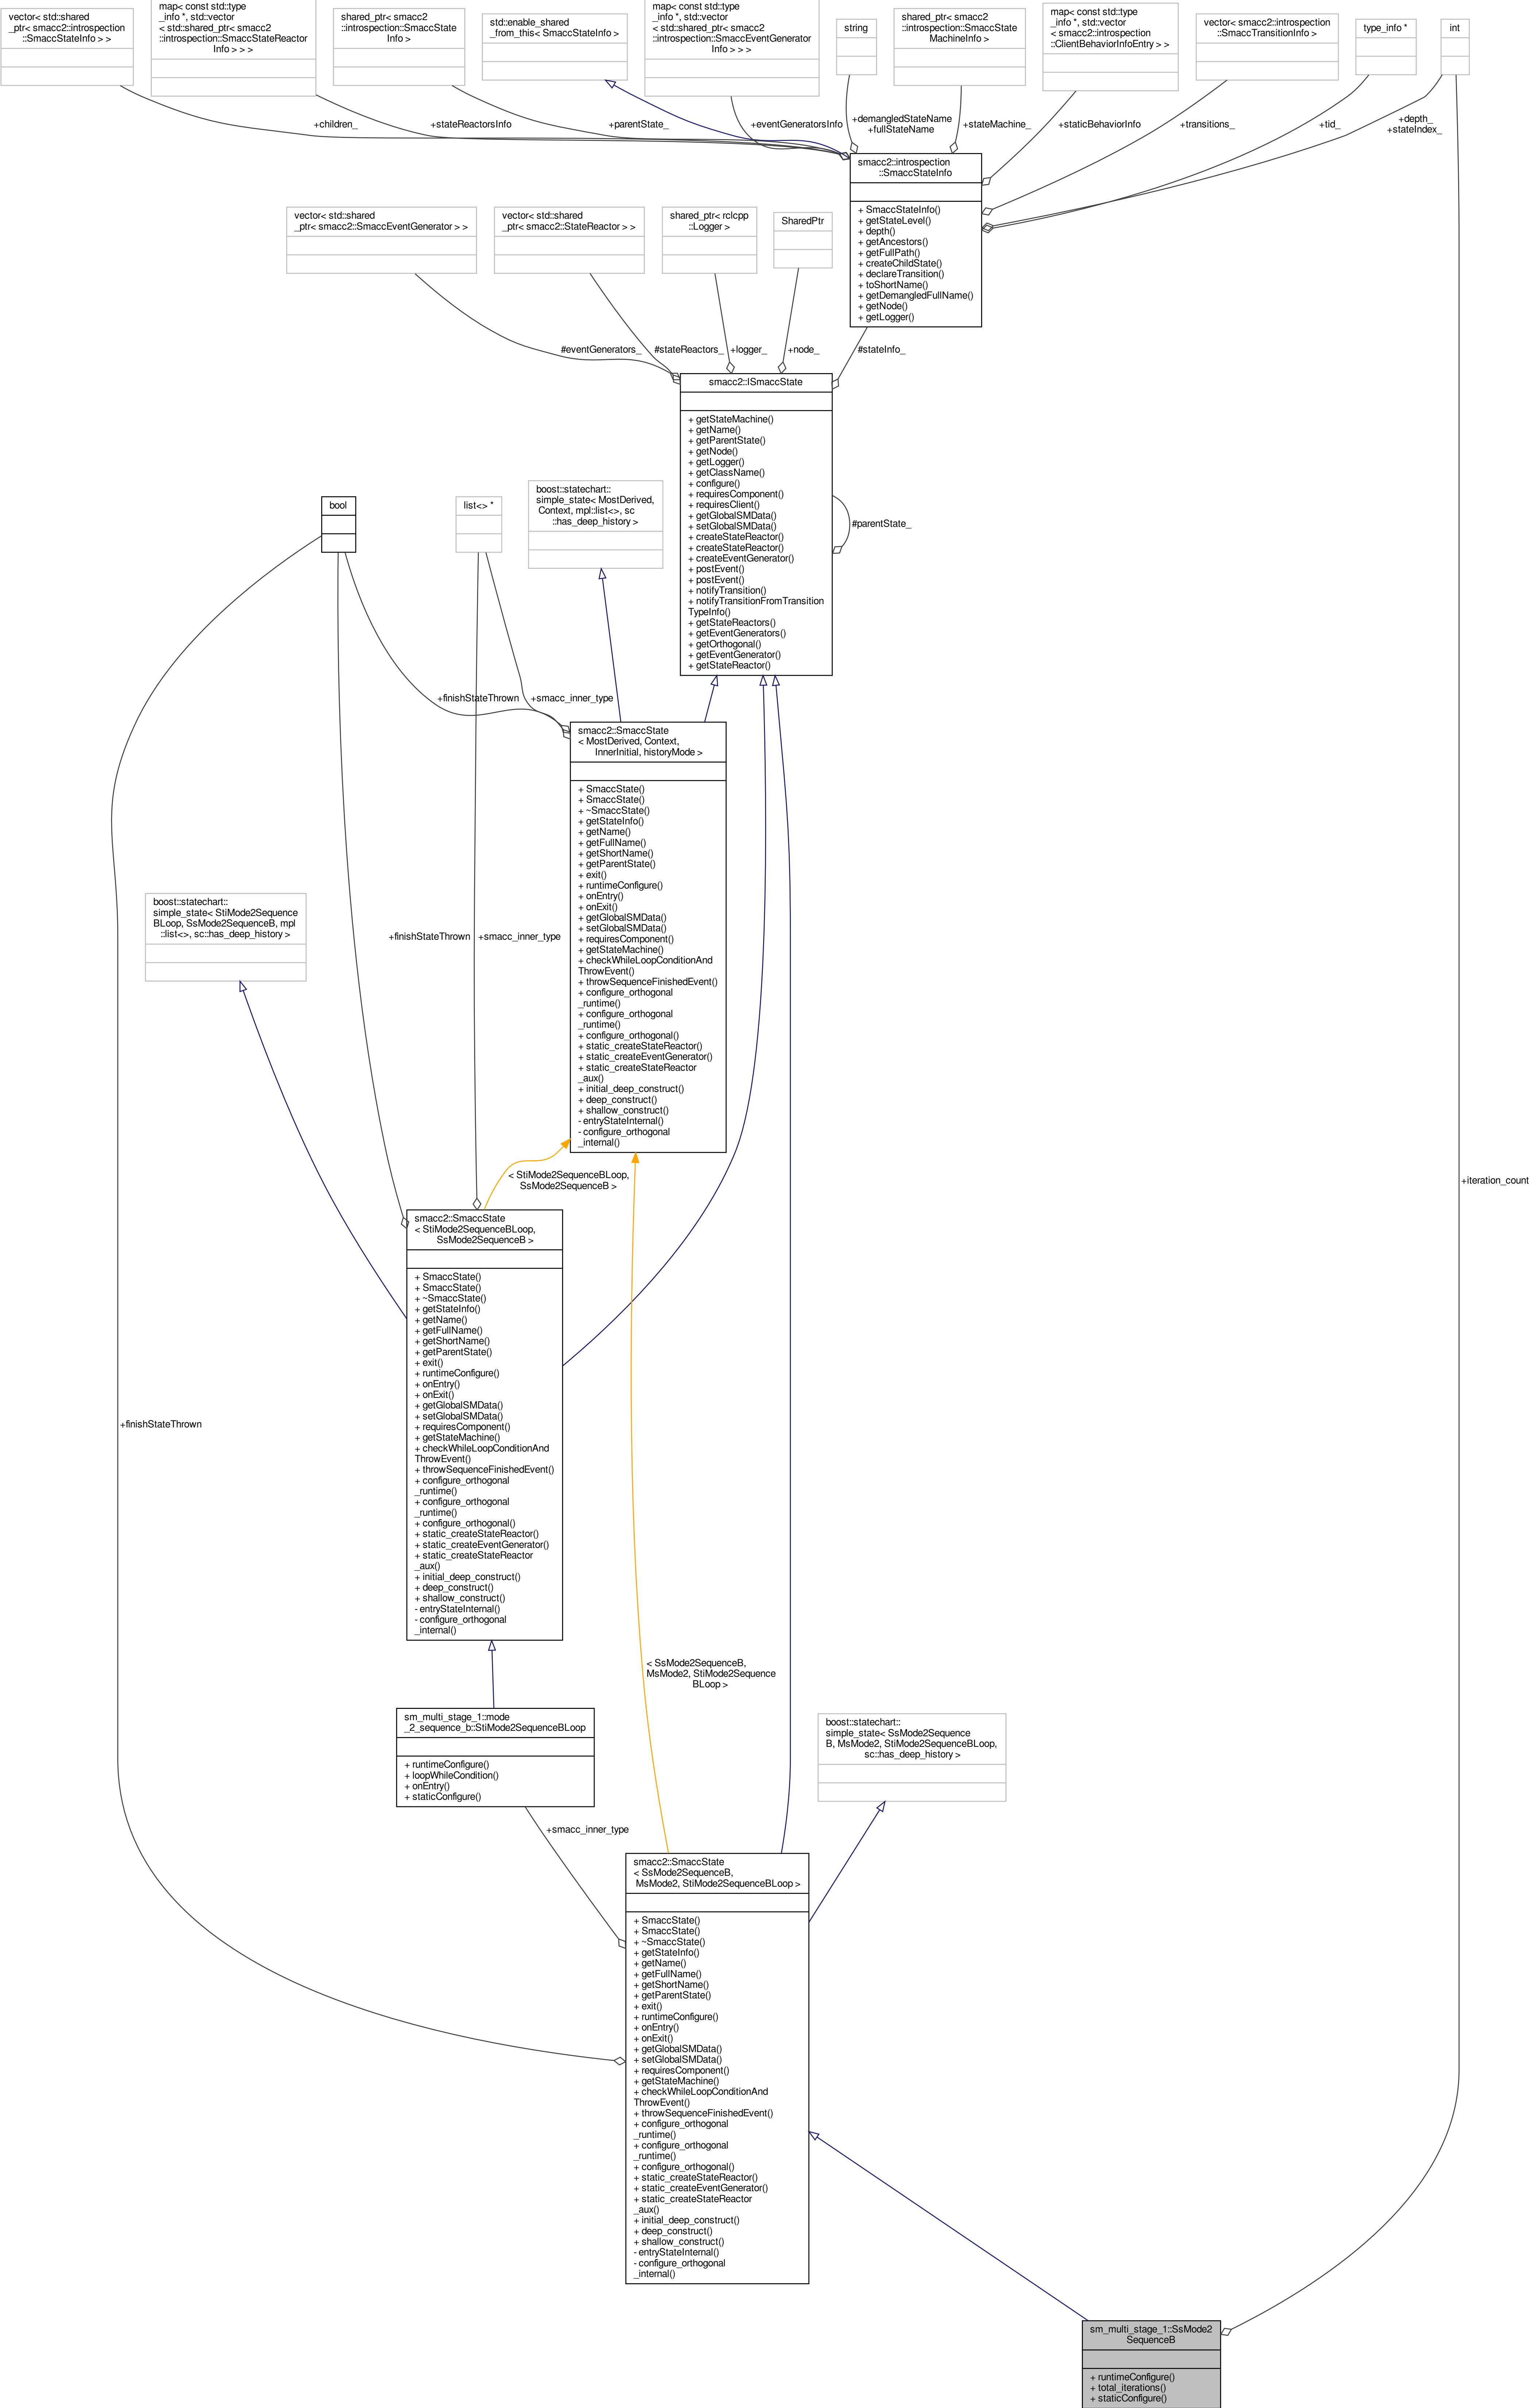 vector< std::shared
_ptr< smacc2::introspection
::SmaccStateInfo > >
map< const std::type
_info *, std::vector
< std::shared_ptr< smacc2
::introspection::SmaccStateReactor
Info > > >
shared_ptr< smacc2
::introspection::SmaccState
Info >
std::enable_shared
_from_this< SmaccStateInfo >
map< const std::type
_info *, std::vector
< std::shared_ptr< smacc2
::introspection::SmaccEventGenerator
Info > > >
string
shared_ptr< smacc2
::introspection::SmaccState
MachineInfo >
map< const std::type
_info *, std::vector
< smacc2::introspection
::ClientBehaviorInfoEntry > >
vector< smacc2::introspection
::SmaccTransitionInfo >
type_info *
int
+children_
+stateReactorsInfo
+parentState_
+eventGeneratorsInfo
+demangledStateName
+fullStateName
+stateMachine_
+staticBehaviorInfo
+transitions_
+tid_
+depth_
+stateIndex_
smacc2::introspection
::SmaccStateInfo
+ SmaccStateInfo()
+ getStateLevel()
+ depth()
+ getAncestors()
+ getFullPath()
+ createChildState()
+ declareTransition()
+ toShortName()
+ getDemangledFullName()
+ getNode()
+ getLogger()
vector< std::shared
_ptr< smacc2::SmaccEventGenerator > >
vector< std::shared
_ptr< smacc2::StateReactor > >
shared_ptr< rclcpp
::Logger >
SharedPtr
#eventGenerators_
#stateReactors_
+logger_
+node_
#stateInfo_
smacc2::ISmaccState
+ getStateMachine()
+ getName()
+ getParentState()
+ getNode()
+ getLogger()
+ getClassName()
+ configure()
+ requiresComponent()
+ requiresClient()
+ getGlobalSMData()
+ setGlobalSMData()
+ createStateReactor()
+ createStateReactor()
+ createEventGenerator()
+ postEvent()
+ postEvent()
+ notifyTransition()
+ notifyTransitionFromTransition
TypeInfo()
+ getStateReactors()
+ getEventGenerators()
+ getOrthogonal()
+ getEventGenerator()
+ getStateReactor()
#parentState_
bool
list<> *
boost::statechart::
simple_state< MostDerived,
Context, mpl::list<>, sc
::has_deep_history >
+finishStateThrown
+smacc_inner_type
smacc2::SmaccState
< MostDerived, Context,
InnerInitial, historyMode >
+ SmaccState()
+ SmaccState()
+ ~SmaccState()
+ getStateInfo()
+ getName()
+ getFullName()
+ getShortName()
+ getParentState()
+ exit()
+ runtimeConfigure()
+ onEntry()
+ onExit()
+ getGlobalSMData()
+ setGlobalSMData()
+ requiresComponent()
+ getStateMachine()
+ checkWhileLoopConditionAnd
ThrowEvent()
+ throwSequenceFinishedEvent()
+ configure_orthogonal
_runtime()
+ configure_orthogonal
_runtime()
+ configure_orthogonal()
+ static_createStateReactor()
+ static_createEventGenerator()
+ static_createStateReactor
_aux()
+ initial_deep_construct()
+ deep_construct()
+ shallow_construct()
- entryStateInternal()
- configure_orthogonal
_internal()
boost::statechart::
simple_state< StiMode2Sequence
BLoop, SsMode2SequenceB, mpl
::list<>, sc::has_deep_history >
+finishStateThrown
+smacc_inner_type
< StiMode2SequenceBLoop,
SsMode2SequenceB >
+iteration_count
smacc2::SmaccState
< StiMode2SequenceBLoop,
SsMode2SequenceB >
+ SmaccState()
+ SmaccState()
+ ~SmaccState()
+ getStateInfo()
+ getName()
+ getFullName()
+ getShortName()
+ getParentState()
+ exit()
+ runtimeConfigure()
+ onEntry()
+ onExit()
+ getGlobalSMData()
+ setGlobalSMData()
+ requiresComponent()
+ getStateMachine()
+ checkWhileLoopConditionAnd
ThrowEvent()
+ throwSequenceFinishedEvent()
+ configure_orthogonal
_runtime()
+ configure_orthogonal
_runtime()
+ configure_orthogonal()
+ static_createStateReactor()
+ static_createEventGenerator()
+ static_createStateReactor
_aux()
+ initial_deep_construct()
+ deep_construct()
+ shallow_construct()
- entryStateInternal()
- configure_orthogonal
_internal()
+finishStateThrown
< SsMode2SequenceB,
MsMode2, StiMode2Sequence
BLoop >
sm_multi_stage_1::mode
_2_sequence_b::StiMode2SequenceBLoop
+ runtimeConfigure()
+ loopWhileCondition()
+ onEntry()
+ staticConfigure()
boost::statechart::
simple_state< SsMode2Sequence
B, MsMode2, StiMode2SequenceBLoop,
sc::has_deep_history >
+smacc_inner_type
smacc2::SmaccState
< SsMode2SequenceB,
MsMode2, StiMode2SequenceBLoop >
+ SmaccState()
+ SmaccState()
+ ~SmaccState()
+ getStateInfo()
+ getName()
+ getFullName()
+ getShortName()
+ getParentState()
+ exit()
+ runtimeConfigure()
+ onEntry()
+ onExit()
+ getGlobalSMData()
+ setGlobalSMData()
+ requiresComponent()
+ getStateMachine()
+ checkWhileLoopConditionAnd
ThrowEvent()
+ throwSequenceFinishedEvent()
+ configure_orthogonal
_runtime()
+ configure_orthogonal
_runtime()
+ configure_orthogonal()
+ static_createStateReactor()
+ static_createEventGenerator()
+ static_createStateReactor
_aux()
+ initial_deep_construct()
+ deep_construct()
+ shallow_construct()
- entryStateInternal()
- configure_orthogonal
_internal()
sm_multi_stage_1::SsMode2
SequenceB
+ runtimeConfigure()
+ total_iterations()
+ staticConfigure()